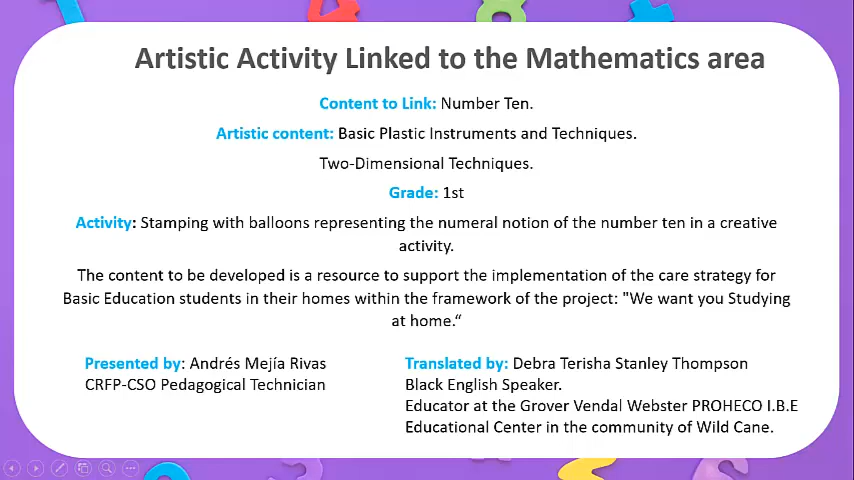 Artistic Activity Linked to the Mathematics area
Content to Link: Number Ten.
Artistic content: Basic Plastic Instruments and Techniques.
Two-Dimensional Techniques.
Grade: 1st
Activity: Stamping with balloons representing the numeral notion of the number ten in a creative
activity.
The content to be developed is a resource to support the implementation of the care strategy for
Basic Education students in their homes within the framework of the project: "We want you Studying
at home.“
Presented by: Andrés Mejía Rivas
CRFP-CSO Pedagogical Technician
Translated by: Debra Terisha Stanley Thompson
Black English Speaker.
Educator at the Grover Vendal Webster PROHECO I.B.E
Educational Center in the community of Wild Cane.